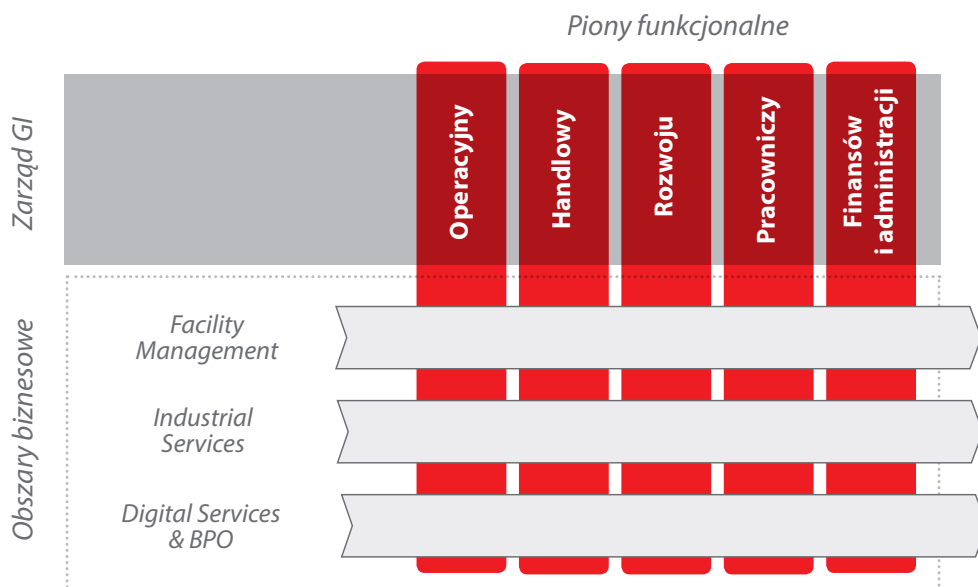 Piony funkcjonalne
Zarząd GI
Operacyjny
Handlowy
Rozwoju
Pracowniczy
Finansów
i administracji
Obszary biznesowe
Facility
Management
Industrial
Services
Digital Services
& BPO